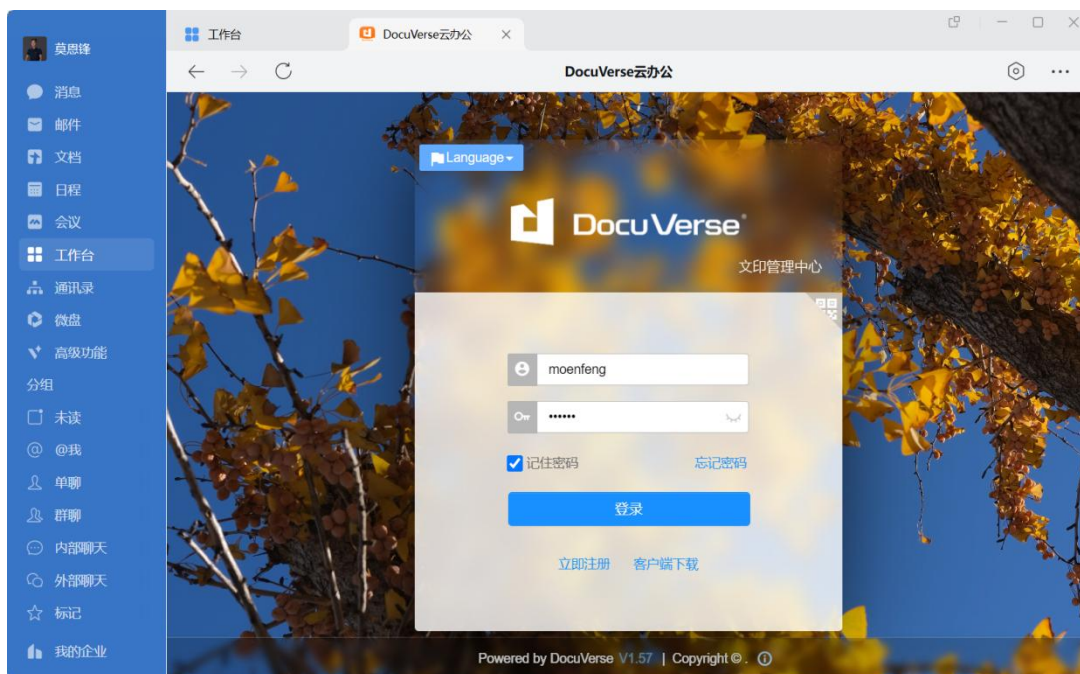 莫恩锋
消息
邮件
文档
日程
会议
工作台
通讯录
微盘
高级功能
分组
未读
@我
单聊
群聊
内部聊天
外部聊天
标记
我的企业
工作台
DocuVerse云办公
DocuVerse云办公
Language
DocuVerse
文印管理中心
moenfeng
••••••
记住密码
忘记密码
登录
立即注册 客户端下载
Powered by DocuVerse V1.57 | Copyright © .